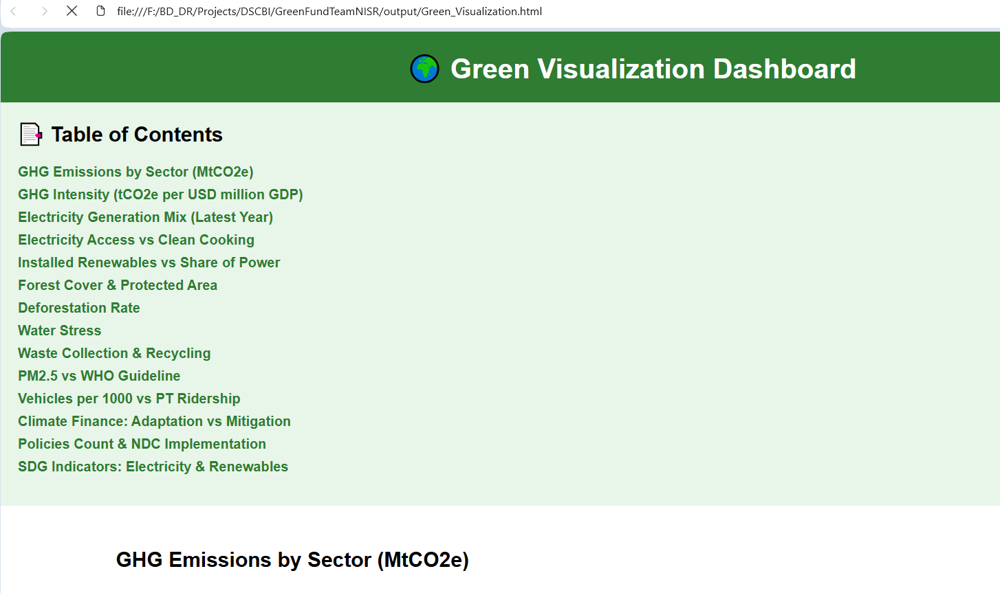 file:///F:/BD_DR/Projects/DSCBI/GreenFundTeamNISR/output/Green_Visualization.html
Green Visualization Dashboard
Table of Contents
GHG Emissions by Sector (MtCO2e)
GHG Intensity (tCO2e per USD million GDP)
Electricity Generation Mix (Latest Year)
Electricity Access vs Clean Cooking
Installed Renewables vs Share of Power
Forest Cover & Protected Area
Deforestation Rate
Water Stress
Waste Collection & Recycling
PM2.5 vs WHO Guideline
Vehicles per 1000 vs PT Ridership
Climate Finance: Adaptation vs Mitigation
Policies Count & NDC Implementation
SDG Indicators: Electricity & Renewables
GHG Emissions by Sector (MtCO2e)